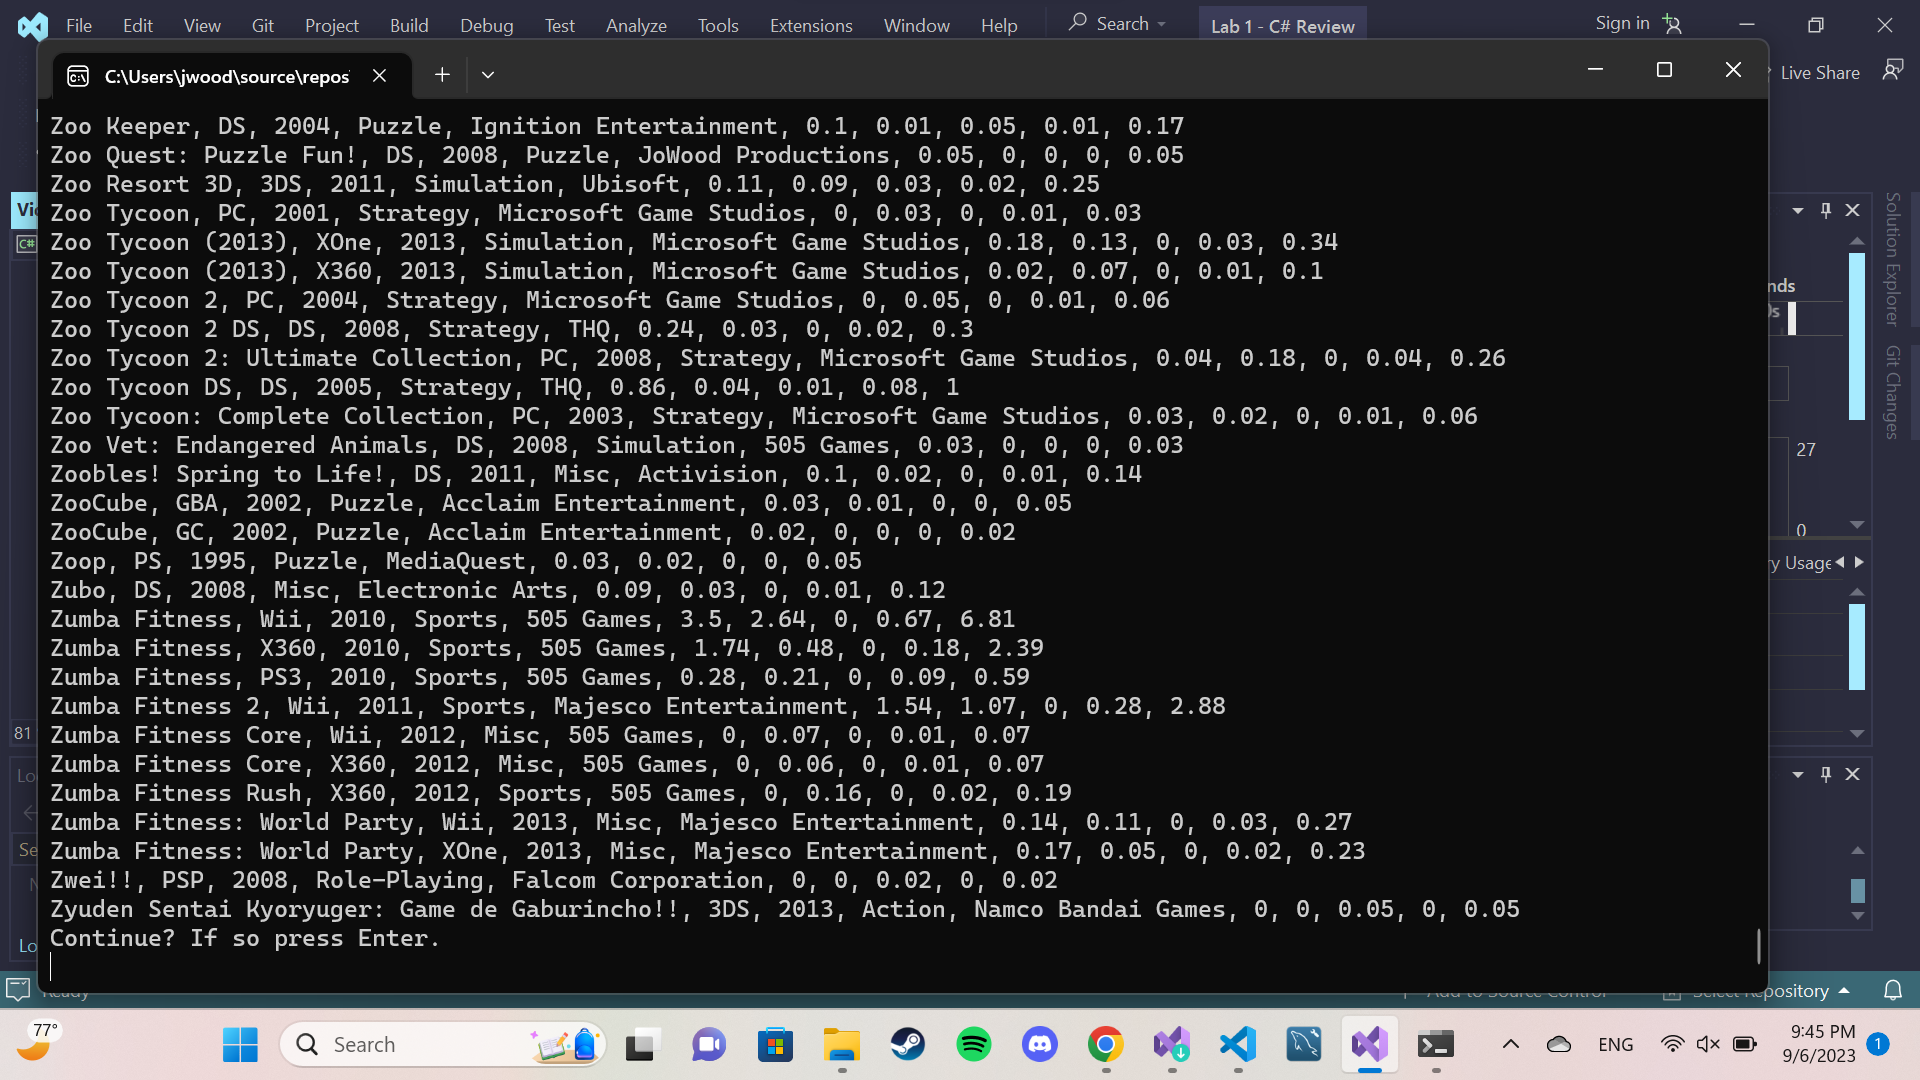 File Edit View Git Project Build Debug Test Analyze Tools Extensions Window Help Search Lab 1 - C# Review Sign in
C:\Users\jwood\source\repos
Live Share
Zoo Keeper, DS, 2004, Puzzle, Ignition Entertainment, 0.1, 0.01, 0.05, 0.01, 0.17
Zoo Quest: Puzzle Fun!, DS, 2008, Puzzle, JoWood Productions, 0.05, 0, 0, 0, 0.05
Zoo Resort 3D, 3DS, 2011, Simulation, Ubisoft, 0.11, 0.09, 0.03, 0.02, 0.25
Zoo Tycoon, PC, 2001, Strategy, Microsoft Game Studios, 0, 0.03, 0, 0.01, 0.03
Zoo Tycoon (2013), XOne, 2013, Simulation, Microsoft Game Studios, 0.18, 0.13, 0, 0.03, 0.34
Zoo Tycoon (2013), X360, 2013, Simulation, Microsoft Game Studios, 0.02, 0.07, 0, 0.01, 0.1
Zoo Tycoon 2, PC, 2004, Strategy, Microsoft Game Studios, 0, 0.05, 0, 0.01, 0.06
Zoo Tycoon 2 DS, DS, 2008, Strategy, THQ, 0.24, 0.03, 0, 0.02, 0.3
Zoo Tycoon 2: Ultimate Collection, PC, 2008, Strategy, Microsoft Game Studios, 0.04, 0.18, 0, 0.04, 0.26
Zoo Tycoon DS, DS, 2005, Strategy, THQ, 0.86, 0.04, 0.01, 0.08, 1
Zoo Tycoon: Complete Collection, PC, 2003, Strategy, Microsoft Game Studios, 0.03, 0.02, 0, 0.01, 0.06
Zoo Vet: Endangered Animals, DS, 2008, Simulation, 505 Games, 0.03, 0, 0, 0, 0.03
Zoobles! Spring to Life!, DS, 2011, Misc, Activision, 0.1, 0.02, 0, 0.01, 0.14
ZooCube, GBA, 2002, Puzzle, Acclaim Entertainment, 0.03, 0.01, 0, 0, 0.05
ZooCube, GC, 2002, Puzzle, Acclaim Entertainment, 0.02, 0, 0, 0, 0.02
Zoop, PS, 1995, Puzzle, MediaQuest, 0.03, 0.02, 0, 0, 0.05
Zubo, DS, 2008, Misc, Electronic Arts, 0.09, 0.03, 0, 0.01, 0.12
Zumba Fitness, Wii, 2010, Sports, 505 Games, 3.5, 2.64, 0, 0.67, 6.81
Zumba Fitness, X360, 2010, Sports, 505 Games, 1.74, 0.48, 0, 0.18, 2.39
Zumba Fitness, PS3, 2010, Sports, 505 Games, 0.28, 0.21, 0, 0.09, 0.59
Zumba Fitness 2, Wii, 2011, Sports, Majesco Entertainment, 1.54, 1.07, 0, 0.28, 2.88
Zumba Fitness Core, Wii, 2012, Misc, 505 Games, 0, 0.07, 0, 0.01, 0.07
Zumba Fitness Core, X360, 2012, Misc, 505 Games, 0, 0.06, 0, 0.01, 0.07
Zumba Fitness Rush, X360, 2012, Sports, 505 Games, 0, 0.16, 0, 0.02, 0.19
Zumba Fitness: World Party, Wii, 2013, Misc, Majesco Entertainment, 0.14, 0.11, 0, 0.03, 0.27
Zumba Fitness: World Party, XOne, 2013, Misc, Majesco Entertainment, 0.17, 0.05, 0, 0.02, 0.23
Zwei!!, PSP, 2008, Role-Playing, Falcom Corporation, 0, 0, 0.02, 0, 0.02
Zyuden Sentai Kyoryuger: Game de Gaburincho!!, 3DS, 2013, Action, Namco Bandai Games, 0, 0, 0.05, 0, 0.05
Continue? If so press Enter.
C#
81
nds
27
0
ry Usage
Solution Explorer
Git Changes
Ready Add to Source Control Select Repository
77°
Search
ENG
9:45 PM
9/6/2023
1